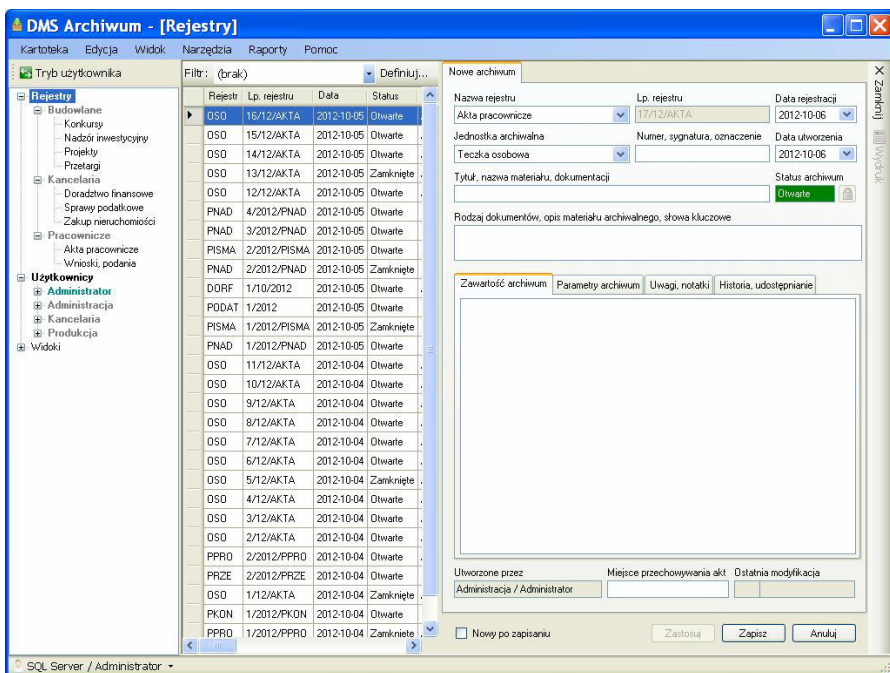 DMS Archiwum - [Rejestry]
Kartoteka Edycja Widok Narzędzia Raporty Pomoc
Tryb użytkownika
Rejestry
Budowlane
Konkursy
Nadzór inwestycyjny
Projekty
Przetargi
Kancelaria
Doradztwo finansowe
Sprawy podatkowe
Zakup nieruchomości
Pracownicze
Akta pracownicze
Wnioski, podania
Użytkownicy
Administrator
Administracja
Kancelaria
Produkcja
Widoki
Filtr: (brak) Definiuj...
Rejestr Lp. rejestru Data Status
OSO 16/12/AKTA 2012-10-05 Otwarte
OSO 15/12/AKTA 2012-10-05 Otwarte
OSO 14/12/AKTA 2012-10-05 Otwarte
OSO 13/12/AKTA 2012-10-05 Zamknięte
OSO 12/12/AKTA 2012-10-05 Otwarte
PNAD 4/2012/PNAD 2012-10-05 Otwarte
PNAD 3/2012/PNAD 2012-10-05 Otwarte
PISMA 2/2012/PISMA 2012-10-05 Otwarte
PNAD 2/2012/PNAD 2012-10-05 Zamknięte
DORF 1/10/2012 2012-10-05 Otwarte
PODAT 1/2012 2012-10-05 Otwarte
PISMA 1/2012/PISMA 2012-10-05 Zamknięte
PNAD 1/2012/PNAD 2012-10-05 Otwarte
OSO 11/12/AKTA 2012-10-04 Otwarte
OSO 10/12/AKTA 2012-10-04 Otwarte
OSO 9/12/AKTA 2012-10-04 Otwarte
OSO 8/12/AKTA 2012-10-04 Otwarte
OSO 7/12/AKTA 2012-10-04 Otwarte
OSO 6/12/AKTA 2012-10-04 Otwarte
OSO 5/12/AKTA 2012-10-04 Zamknięte
OSO 4/12/AKTA 2012-10-04 Otwarte
OSO 3/12/AKTA 2012-10-04 Otwarte
OSO 2/12/AKTA 2012-10-04 Otwarte
PPRO 2/2012/PPRO 2012-10-04 Otwarte
PRZE 2/2012/PRZE 2012-10-04 Otwarte
OSO 1/12/AKTA 2012-10-04 Zamknięte
PKON 1/2012/PKON 2012-10-04 Otwarte
PPRO 1/2012/PPRO 2012-10-04 Zamknięte
Nowe archiwum
Nazwa rejestru Lp. rejestru Data rejestracji
Akta pracownicze 17/12/AKTA 2012-10-06
Jednostka archiwalna Numer, sygnatura, oznaczenie Data utworzenia
Teczka osobowa 2012-10-06
Tytuł, nazwa materiału, dokumentacji Status archiwum
Otwarte
Rodzaj dokumentów, opis materiału archiwalnego, słowa kluczowe
Zawartość archiwum Parametry archiwum Uwagi, notatki Historia, udostępnianie
Utworzone przez Miejsce przechowywania akt Ostatnia modyfikacja
Administracja / Administrator
Nowy po zapisaniu Zastosuj Zapisz Anuluj
Zamknij
Wydruk
SQL Server / Administrator